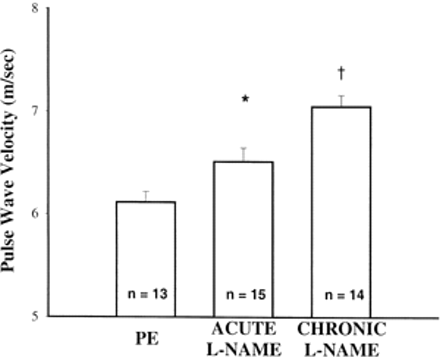 8
7
6
5
Pulse Wave Velocity (m/sec)
*
†
n = 13
n = 15
n = 14
PE
ACUTE
L-NAME
CHRONIC
L-NAME